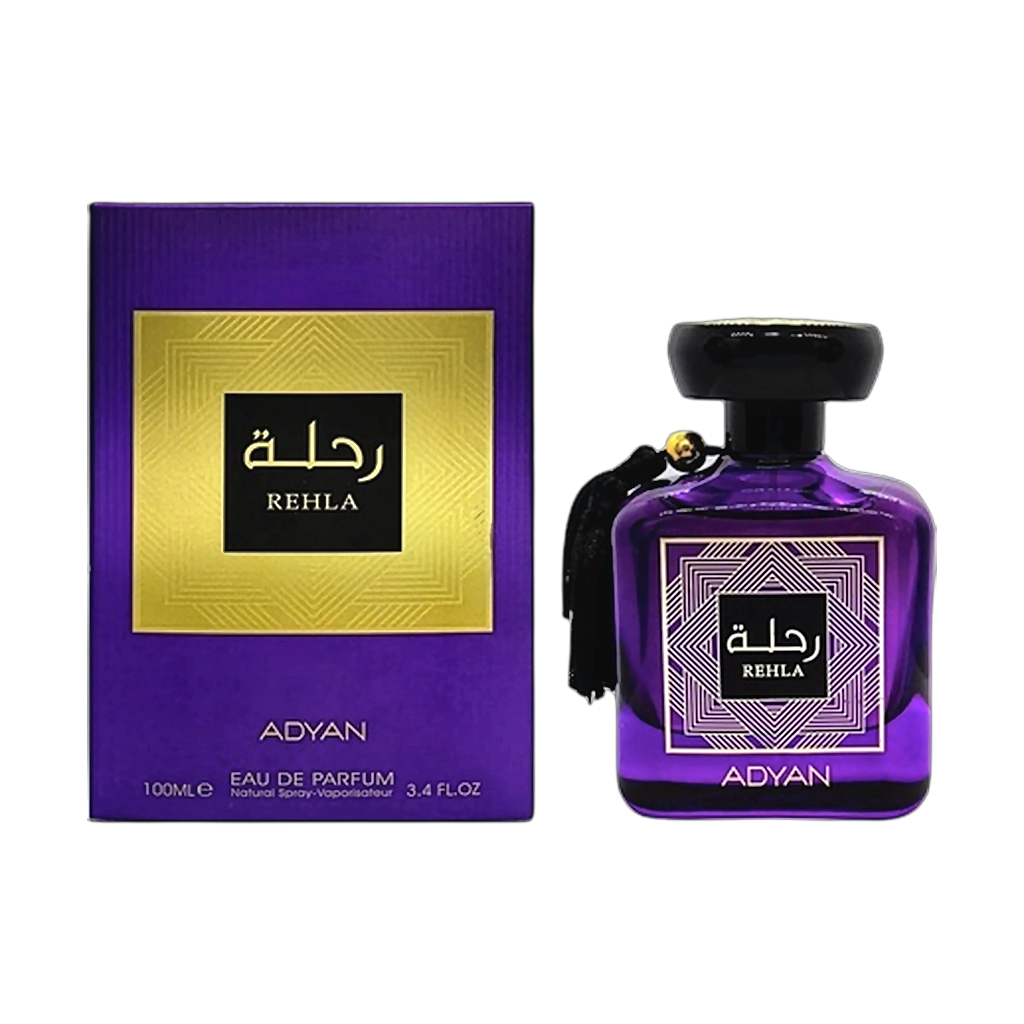 رحلة
REHLA
ADYAN
100ML e EAU DE PARFUM 3.4 FL.OZ
Natural Spray-Vaporisateur
رحلة
REHLA
ADYAN